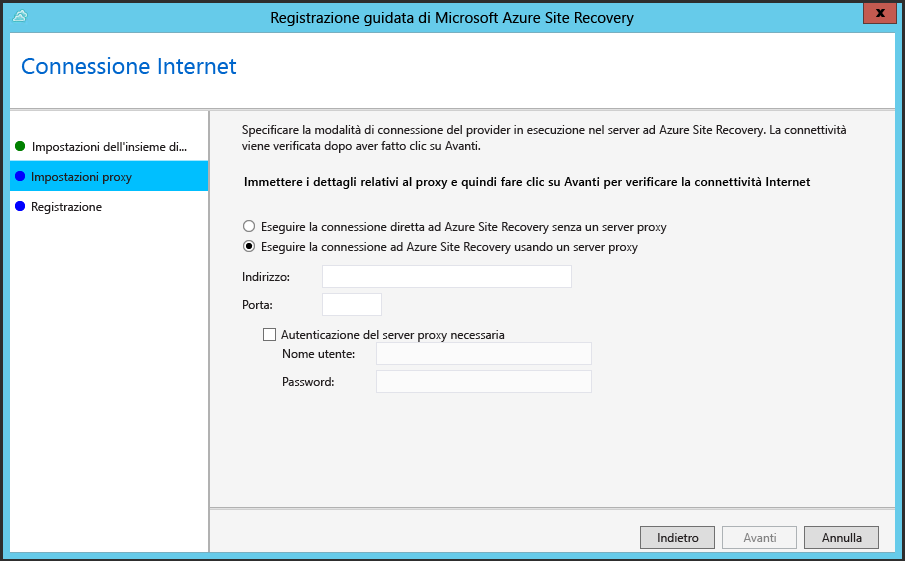 Registrazione guidata di Microsoft Azure Site Recovery
x
Connessione Internet
Impostazioni dell'insieme di...
Impostazioni proxy
Registrazione
Specificare la modalità di connessione del provider in esecuzione nel server ad Azure Site Recovery. La connettività
viene verificata dopo aver fatto clic su Avanti.
Immettere i dettagli relativi al proxy e quindi fare clic su Avanti per verificare la connettività Internet
Eseguire la connessione diretta ad Azure Site Recovery senza un server proxy
Eseguire la connessione ad Azure Site Recovery usando un server proxy
Indirizzo:
Porta:
Autenticazione del server proxy necessaria
Nome utente:
Password:
Indietro
Avanti
Annulla